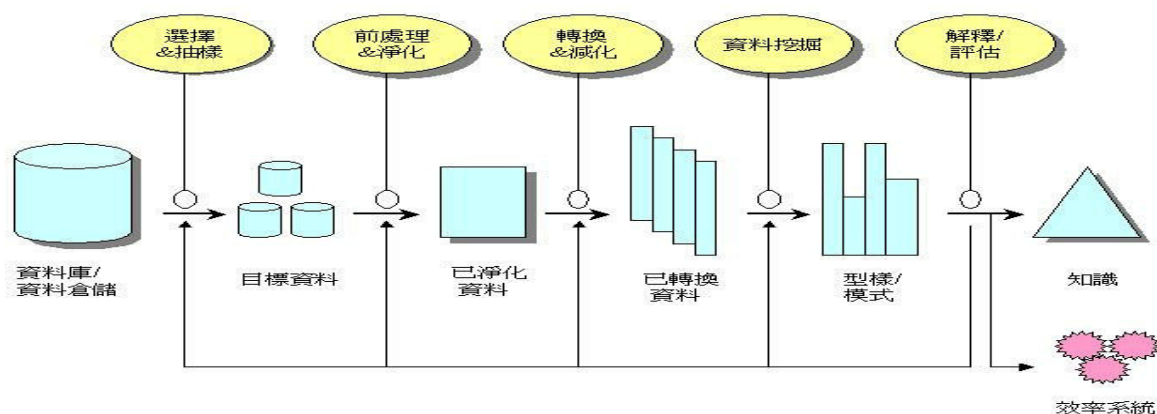 選擇
&抽樣
前處理
&淨化
轉換
&減化
資料挖掘
解釋/
評估
資料庫/
資料倉儲
目標資料
已淨化
資料
已轉換
資料
型樣/
模式
知識
效率系統